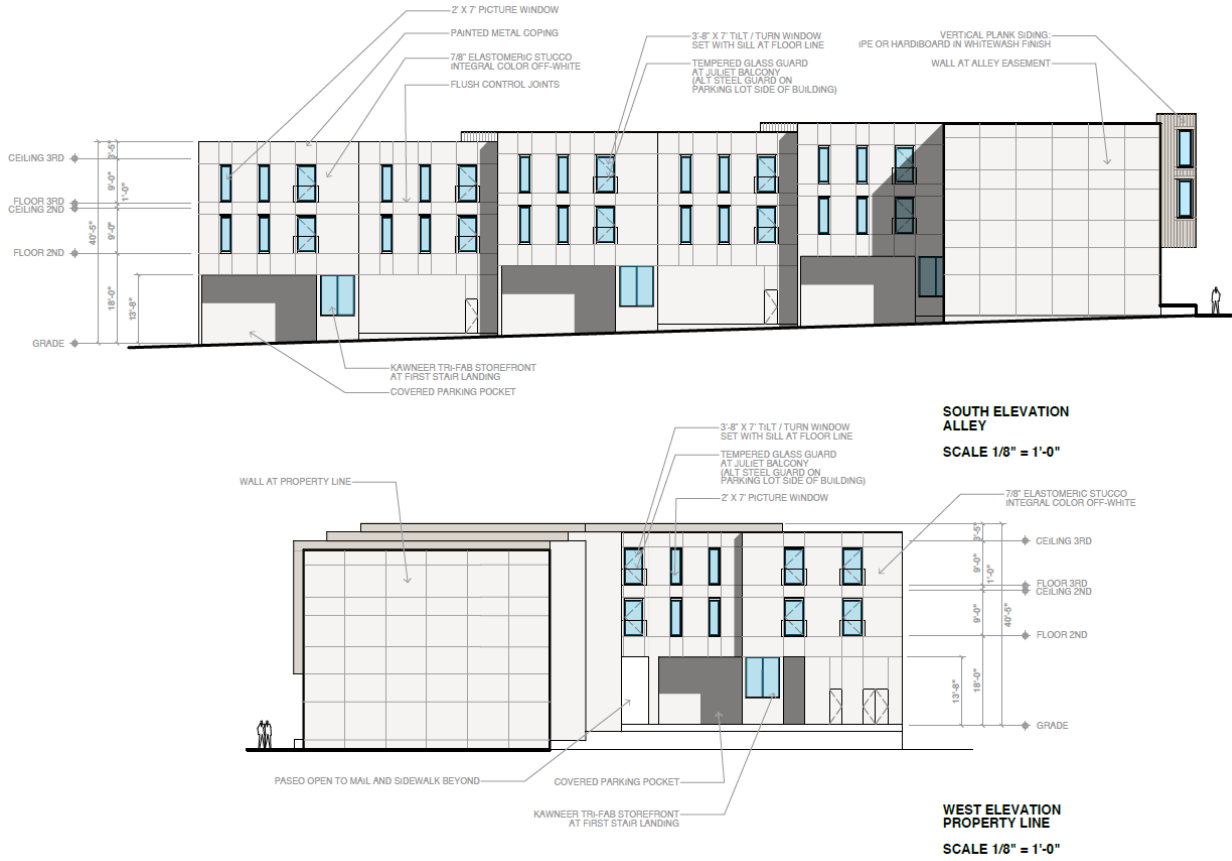 2' X 7' PICTURE WINDOW
PAINTED METAL COPING
7/8" ELASTOMERIC STUCCO
INTEGRAL COLOR OFF-WHITE
FLUSH CONTROL JOINTS
3'-8" X 7' TILT / TURN WINDOW
SET WITH SILL AT FLOOR LINE
TEMPERED GLASS GUARD
AT JULIET BALCONY
(ALT STEEL GUARD ON
PARKING LOT SIDE OF BUILDING)
VERTICAL PLANK SIDING:
IPE OR HARDIBOARD IN WHITEWASH FINISH
WALL AT ALLEY EASEMENT
CEILING 3RD
FLOOR 3RD
CEILING 2ND
FLOOR 2ND
GRADE
3'-5"
9'-0"
1'-0"
9'-0"
40'-5"
18'-0"
13'-8"
KAWNEER TRI-FAB STOREFRONT
AT FIRST STAIR LANDING
COVERED PARKING POCKET
SOUTH ELEVATION
ALLEY
SCALE 1/8" = 1'-0"
WALL AT PROPERTY LINE
3'-8" X 7' TILT / TURN WINDOW
SET WITH SILL AT FLOOR LINE
TEMPERED GLASS GUARD
AT JULIET BALCONY
(ALT STEEL GUARD ON
PARKING LOT SIDE OF BUILDING)
2' X 7' PICTURE WINDOW
7/8" ELASTOMERIC STUCCO
INTEGRAL COLOR OFF-WHITE
3'-5"
9'-0"
1'-0"
9'-0"
40'-5"
18'-0"
13'-8"
CEILING 3RD
FLOOR 3RD
CEILING 2ND
FLOOR 2ND
GRADE
PASEO OPEN TO MAIL AND SIDEWALK BEYOND
COVERED PARKING POCKET
KAWNEER TRI-FAB STOREFRONT
AT FIRST STAIR LANDING
WEST ELEVATION
PROPERTY LINE
SCALE 1/8" = 1'-0"